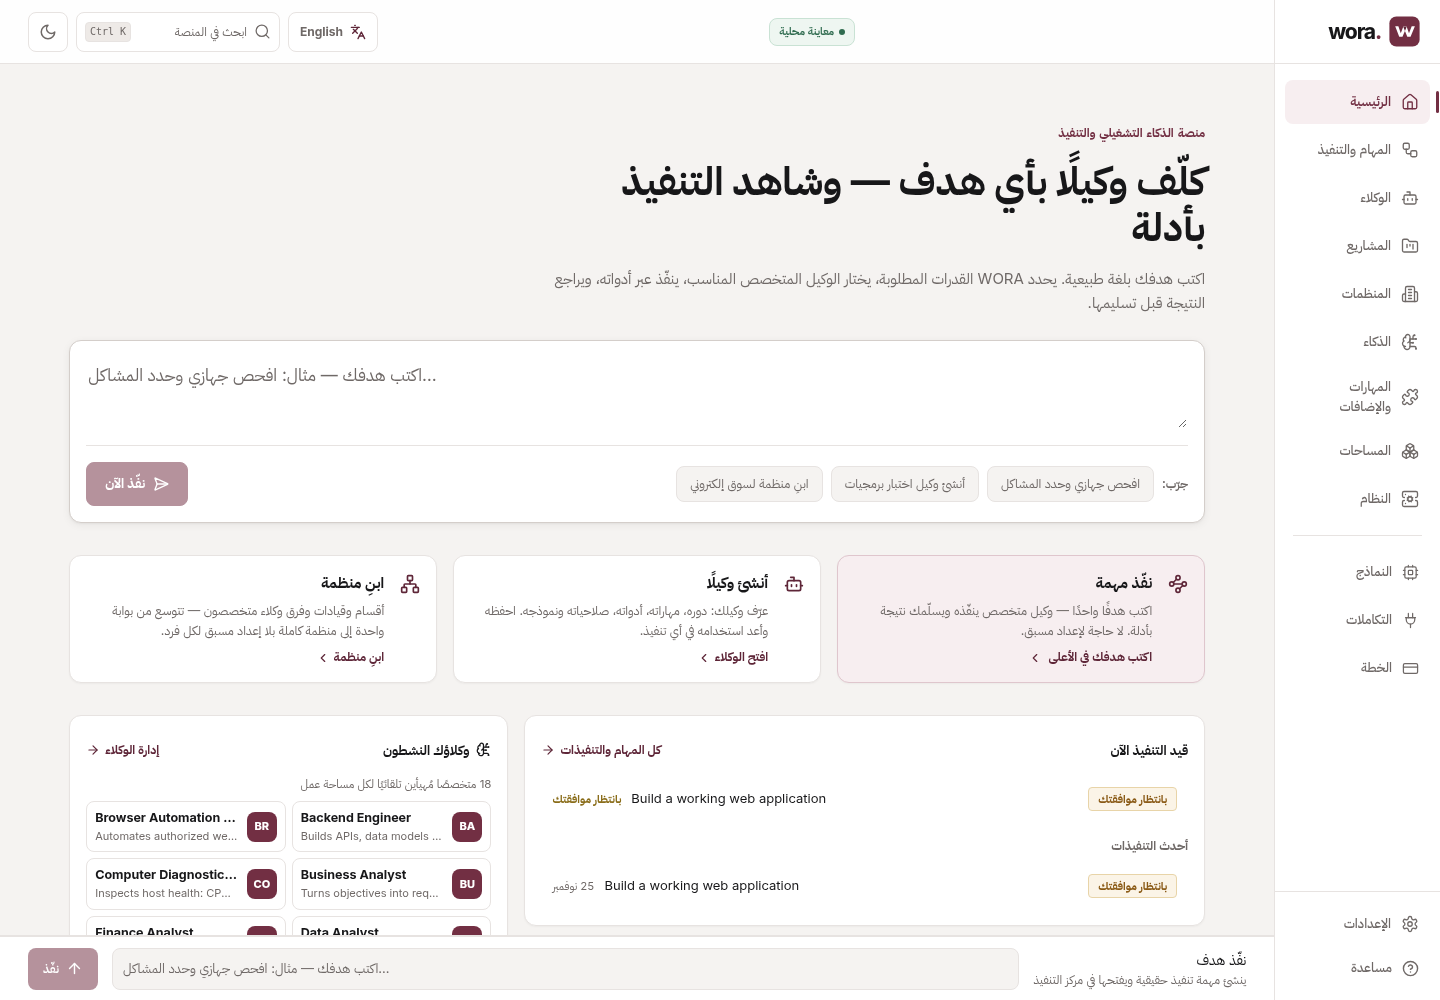 wora.
W
معاينة محلية
English
ابحث في المنصة
Ctrl K
الرئيسية
المهام والتنفيذ
الوكلاء
المشاريع
المنظمات
الذكاء
المهارات
والإضافات
المساحات
النظام
النماذج
التكاملات
الخطة
الإعدادات
مساعدة
منصة الذكاء التشغيلي والتنفيذ
كلّف وكيلًا بأي هدف — وشاهد التنفيذ
بأدلة
اكتب هدفك بلغة طبيعية. يحدد WORA القدرات المطلوبة، يختار الوكيل المتخصص المناسب، ينفّذ عبر أدواته، ويراجع
النتيجة قبل تسليمها.
اكتب هدفك — مثال: افحص جهازي وحدد المشاكل...
جرّب:
افحص جهازي وحدد المشاكل
أنشئ وكيل اختبار برمجيات
ابنِ منظمة لسوق إلكتروني
نفّذ الآن
نفّذ مهمة
اكتب هدفًا واحدًا — وكيل متخصص ينفّذه ويسلّمك نتيجة
بأدلة. لا حاجة لإعداد مسبق.
اكتب هدفك في الأعلى
أنشئ وكيلًا
عرّف وكيلك: دوره، مهاراته، أدواته، صلاحياته ونموذجه. احفظه
وأعد استخدامه في أي تنفيذ.
افتح الوكلاء
ابنِ منظمة
أقسام وقيادات وفرق وكلاء متخصصون — تتوسع من بوابة
واحدة إلى منظمة كاملة بلا إعداد مسبق لكل فرد.
ابنِ منظمة
قيد التنفيذ الآن
كل المهام والتنفيذات
بانتظار موافقتك
Build a working web application
بانتظار موافقتك
أحدث التنفيذات
بانتظار موافقتك
Build a working web application
25 نوفمبر
وكلاؤك النشطون
إدارة الوكلاء
18 متخصصًا مُهيأين تلقائيًا لكل مساحة عمل
BA
Backend Engineer
Builds APIs, data models ...
BR
Browser Automation ...
Automates authorized we...
BU
Business Analyst
Turns objectives into req...
CO
Computer Diagnostic...
Inspects host health: CP...
Data Analyst
Finance Analyst
نفّذ هدف
ينشئ مهمة تنفيذ حقيقية ويفتحها في مركز التنفيذ
اكتب هدفك — مثال: افحص جهازي وحدد المشاكل...
نفّذ